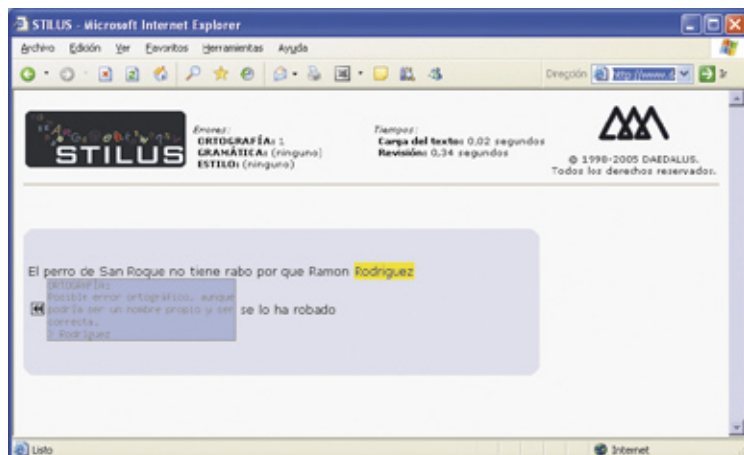 STILUS - Microsoft Internet Explorer
Archivo Edición Ver Favoritos Herramientas Ayuda
Dirección http://www.d Ir
STILUS
Errores:
ORTOGRAFÍA: 1
GRAMÁTICA: (ninguno)
ESTILO: (ninguno)
Tiempos:
Carga del texto: 0,02 segundos
Revisión: 0,34 segundos
© 1998-2005 DAEDALUS.
Todos los derechos reservados.
El perro de San Roque no tiene rabo por que Ramon Rodriguez
ORTOGRAFÍA:
Posible error ortográfico, aunque
podría ser un nombre propio y ser
correcta.
> Rodríguez
se lo ha robado
Listo
Internet